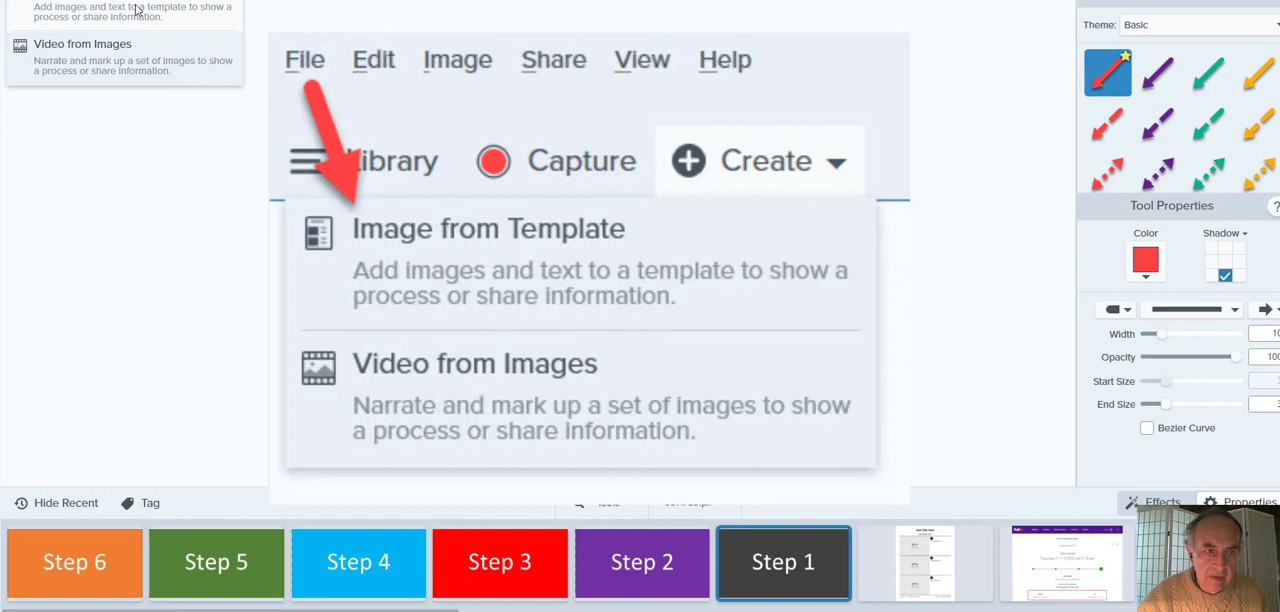 Add images and text to a template to show a
process or share information.
Video from Images
Narrate and mark up a set of images to show
a process or share information.
File Edit Image Share View Help
Library Capture Create
Image from Template
Add images and text to a template to show a
process or share information.
Video from Images
Narrate and mark up a set of images to show
a process or share information.
Theme: Basic
Tool Properties
?
Color Shadow
Width 10
Opacity 100
Start Size
End Size
Bezier Curve
Hide Recent Tag
Effects Properties
Step 6 Step 5 Step 4 Step 3 Step 2 Step 1